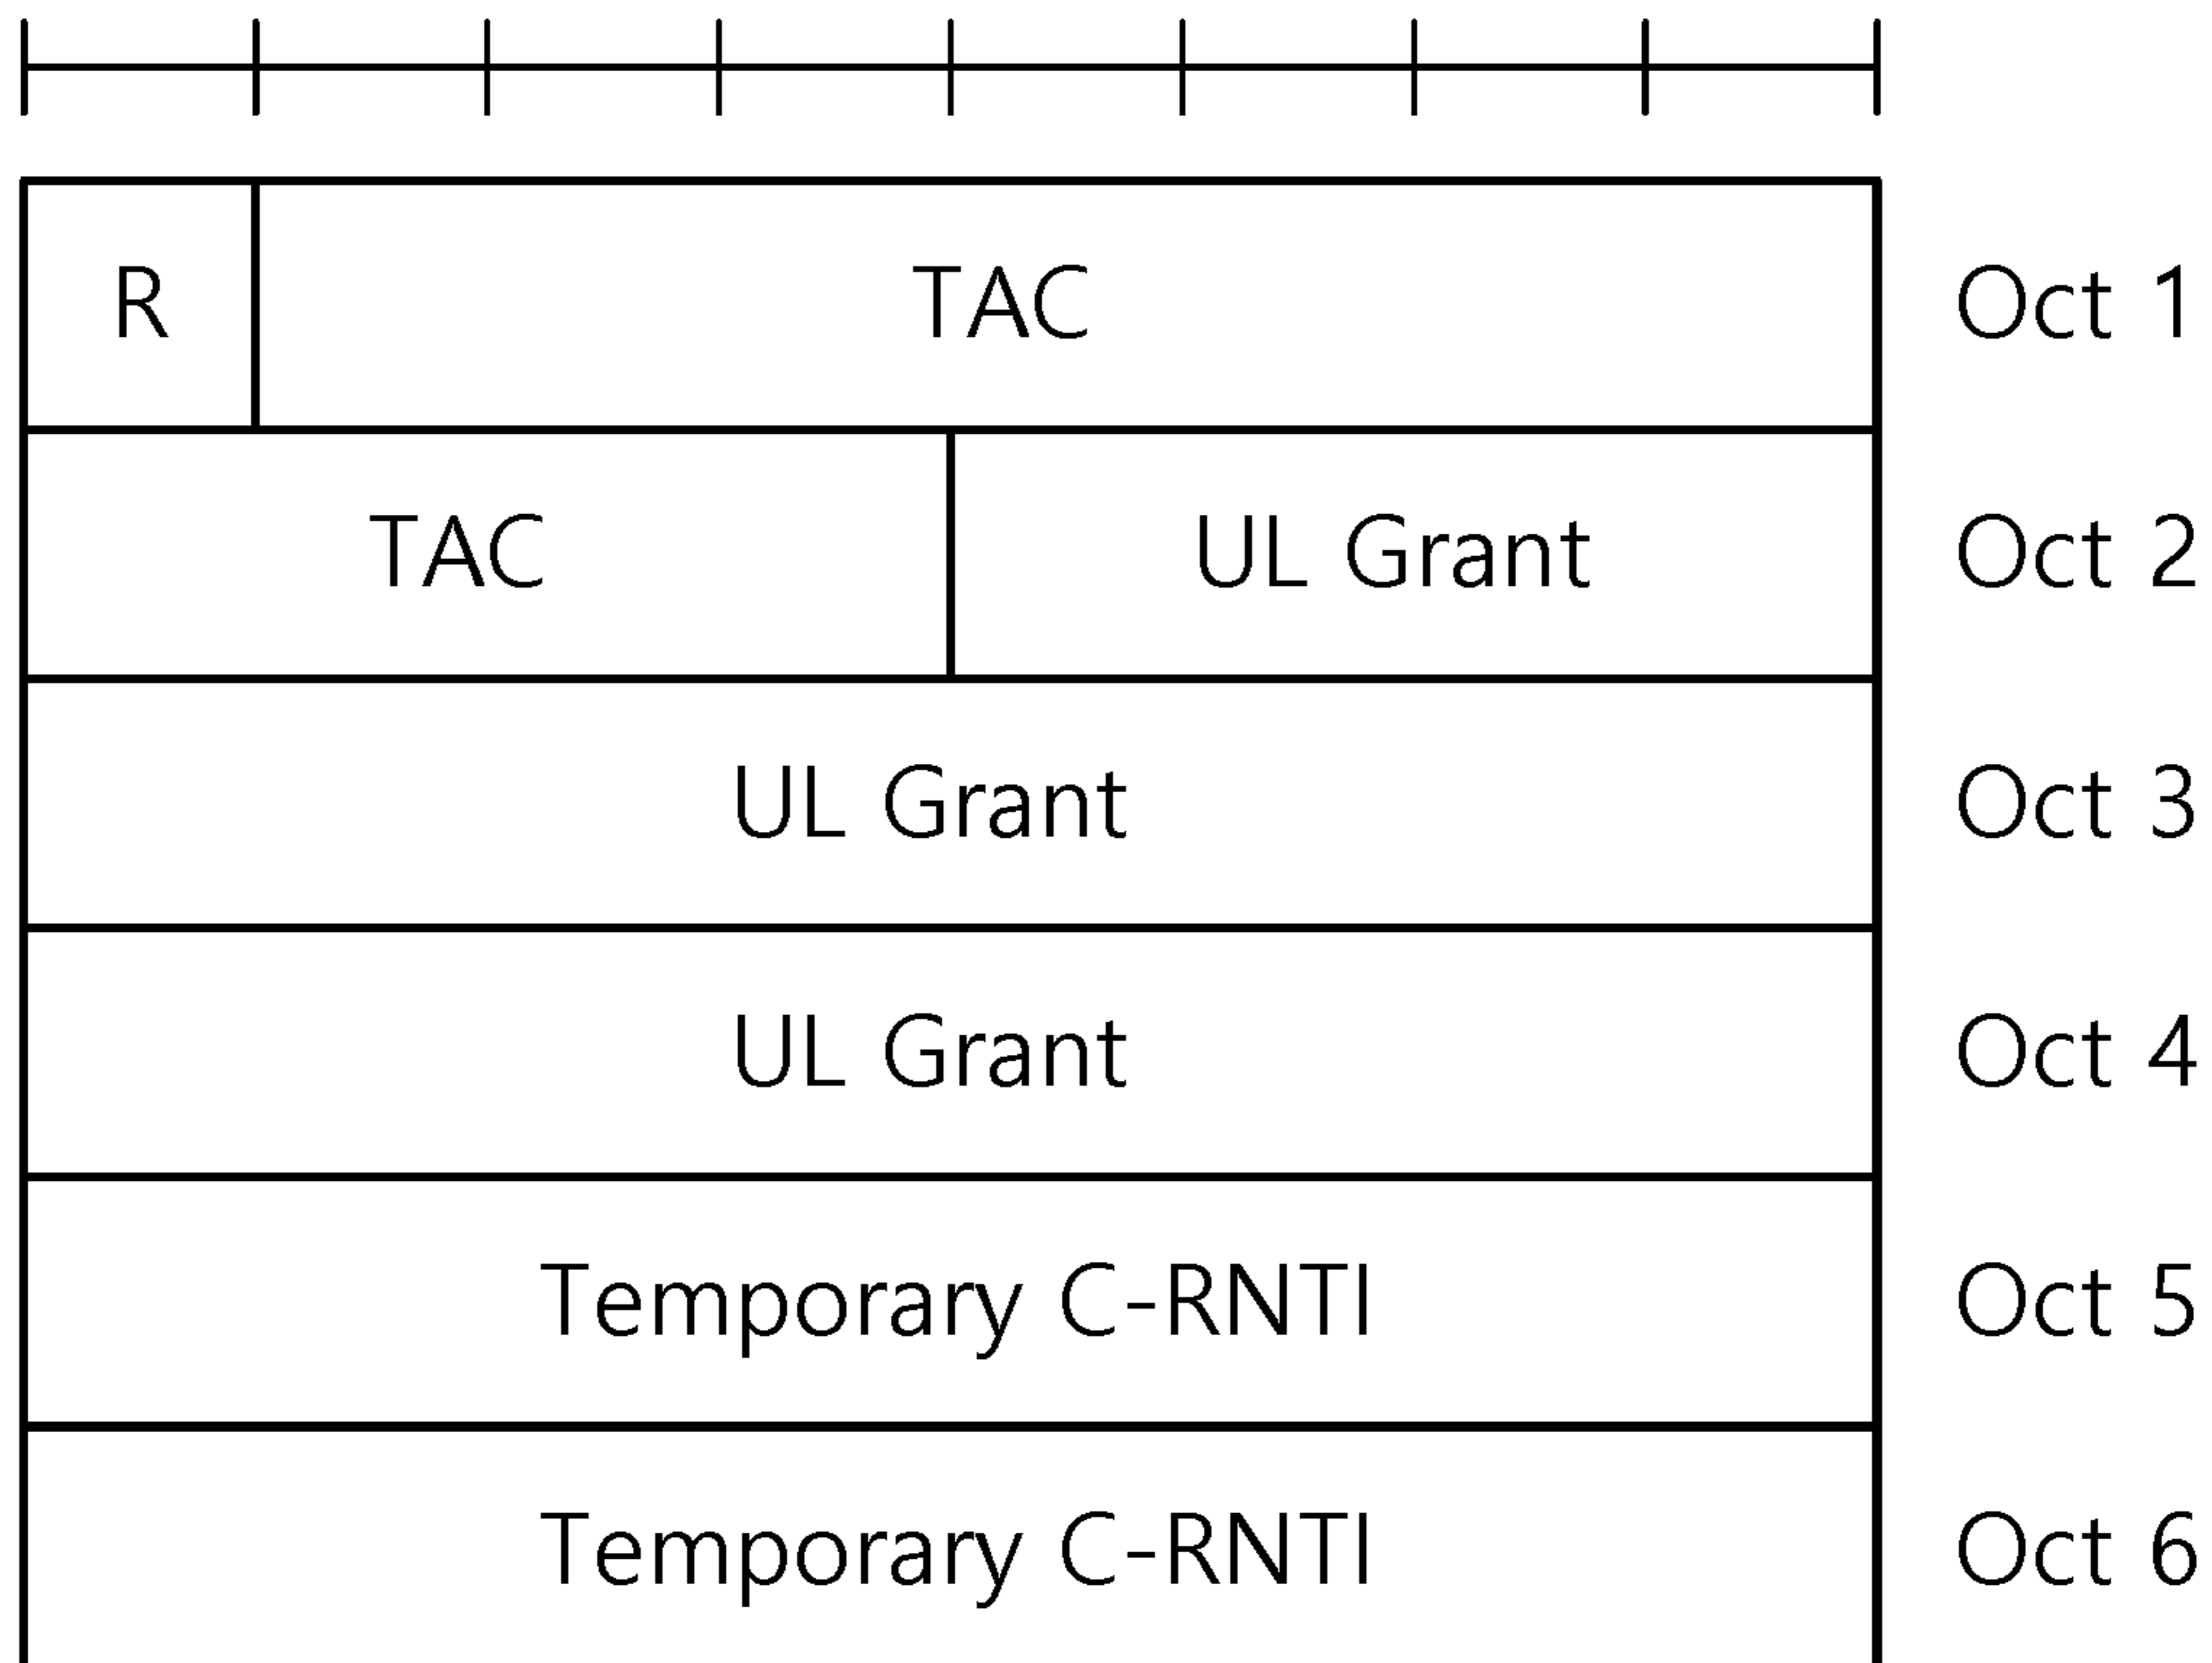 R TAC Oct 1
TAC UL Grant Oct 2
UL Grant Oct 3
UL Grant Oct 4
Temporary C-RNTI Oct 5
Temporary C-RNTI Oct 6